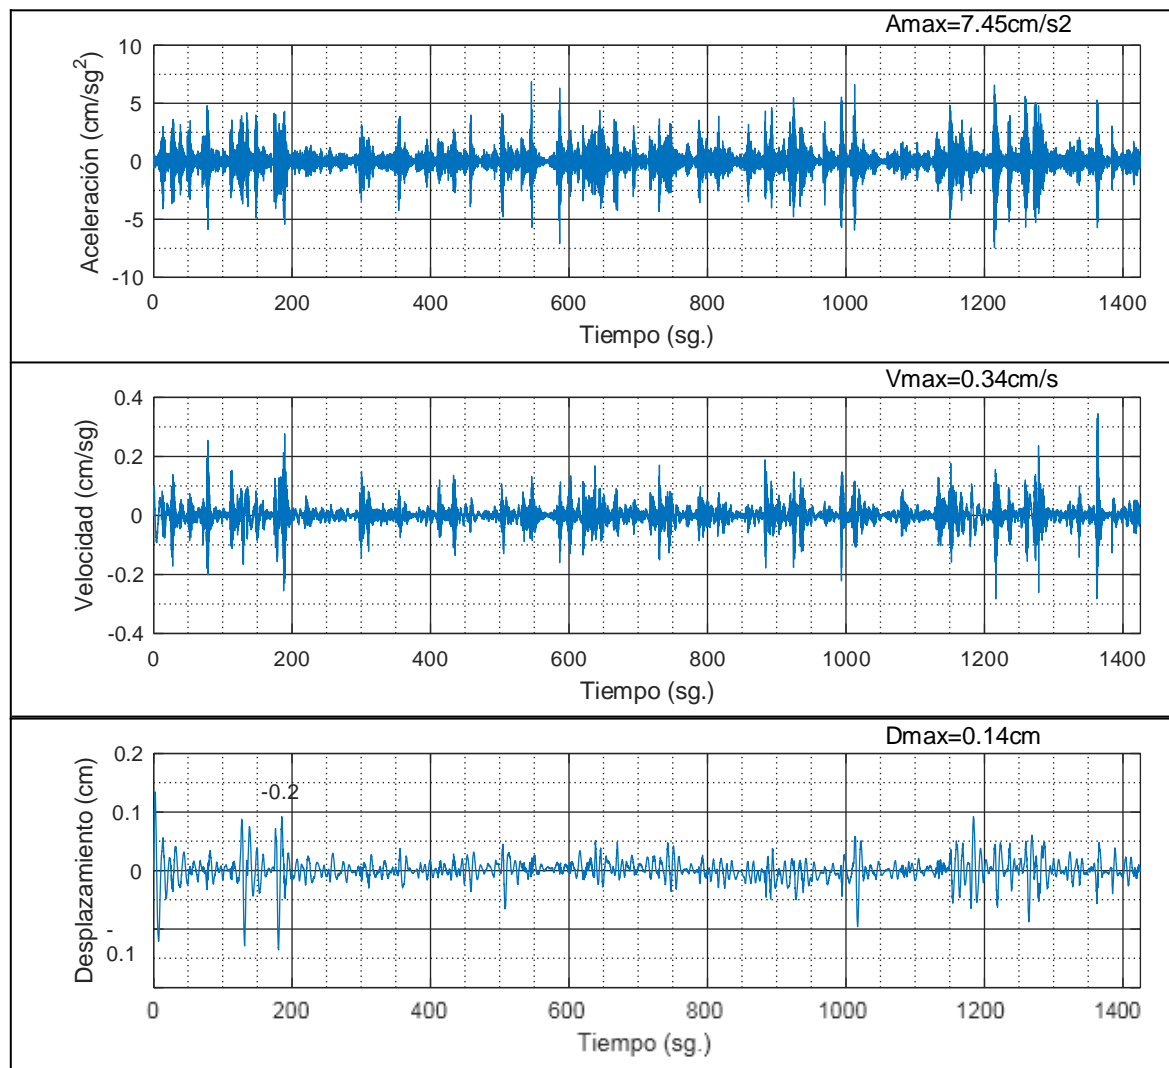 Amax=7.45cm/s2
10
5
0
-5
-10
Aceleración (cm/sg²)
0 200 400 600 800 1000 1200 1400
Tiempo (sg.)
Vmax=0.34cm/s
0.4
0.2
0
-0.2
-0.4
Velocidad (cm/sg)
0 200 400 600 800 1000 1200 1400
Tiempo (sg.)
Dmax=0.14cm
0.2
-0.2
0.1
0
-
0.1
Desplazamiento (cm)
0 200 400 600 800 1000 1200 1400
Tiempo (sg.)